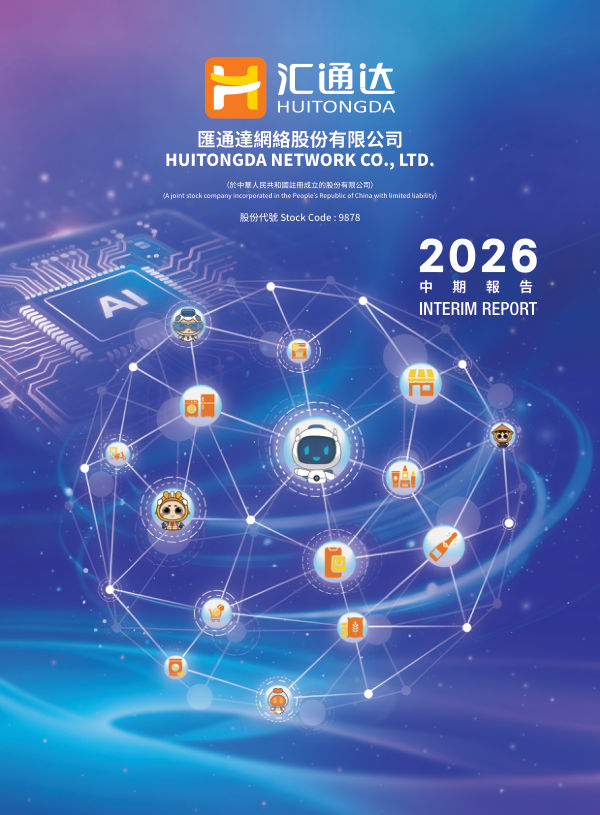 汇通达
HUITONGDA
匯通達網絡股份有限公司
HUITONGDA NETWORK CO., LTD.
(於中華人民共和國註冊成立的股份有限公司)
(A joint stock company incorporated in the People's Republic of China with limited liability)
股份代號 Stock Code : 9878
2026
中期報告
INTERIM REPORT
AI